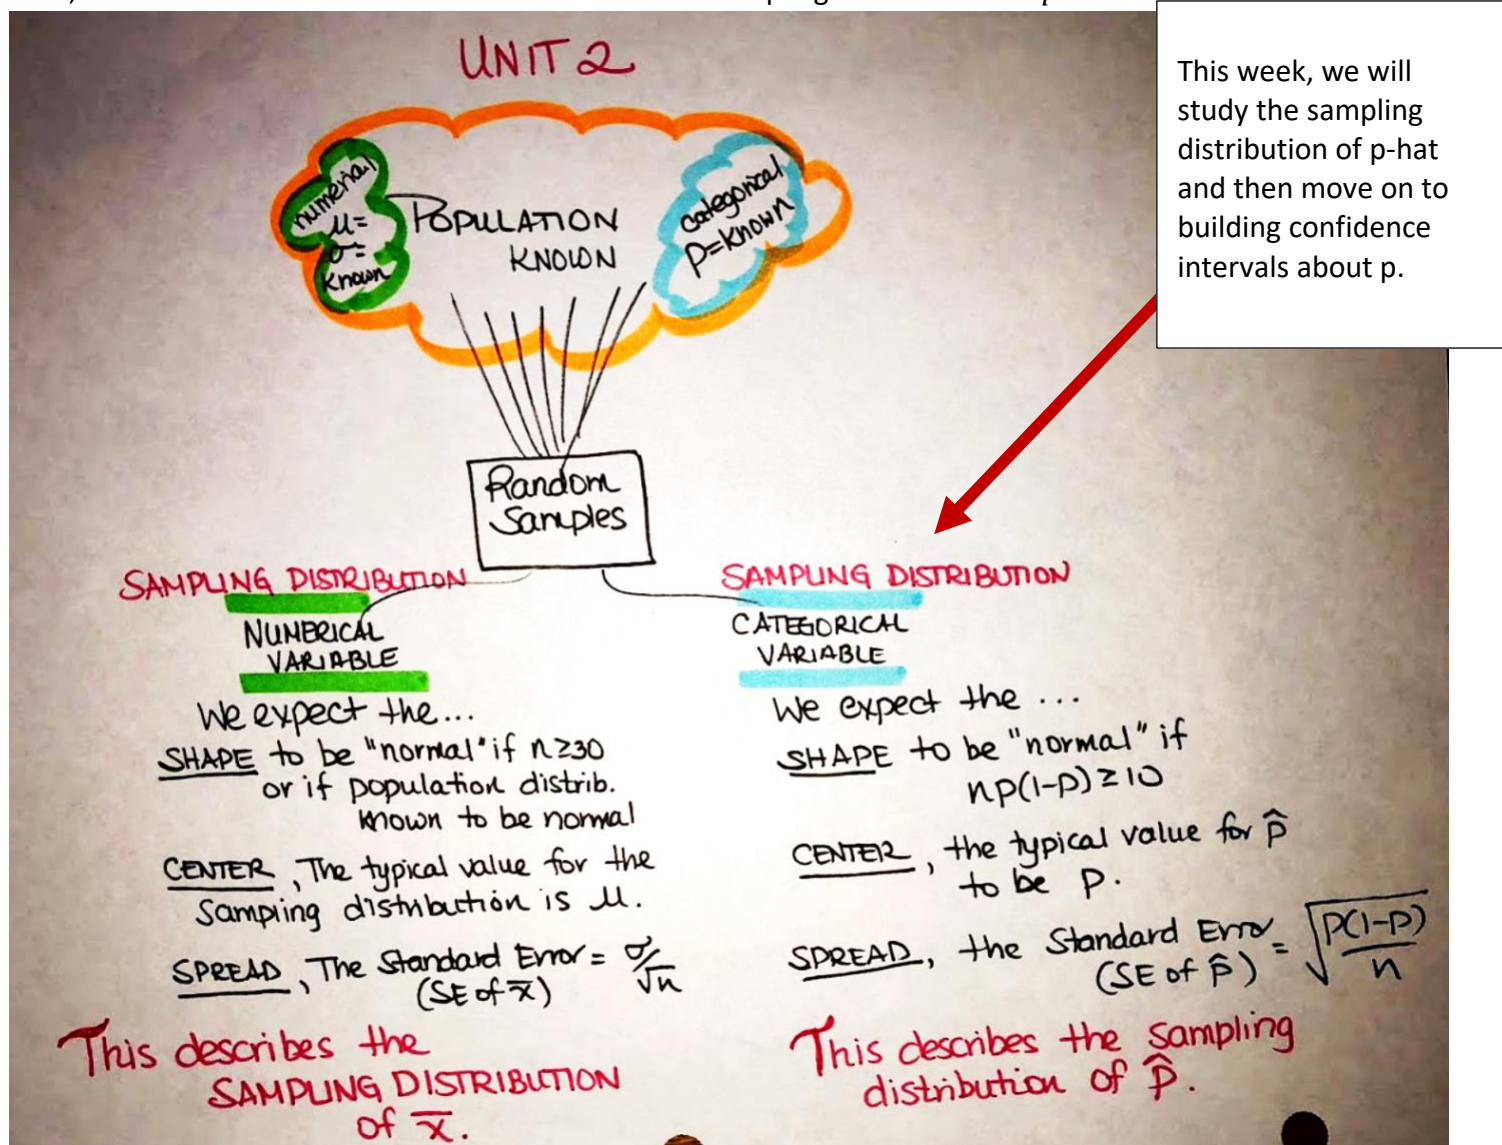 UNIT 2
This week, we will
study the sampling
distribution of p-hat
and then move on to
building confidence
intervals about p.
numerical
μ=
σ=
known
POPULATION
KNOWN
categorical
p=known
Random
Samples
SAMPLING DISTRIBUTION
NUMERICAL
VARIABLE
We expect the...
SHAPE to be "normal" if n≥30
or if population distrib.
known to be normal
CENTER, The typical value for the
sampling distribution is μ.
SPREAD, The Standard Error = σ/√n
(SE of x̄)
This describes the
SAMPLING DISTRIBUTION
of x̄.
SAMPLING DISTRIBUTION
CATEGORICAL
VARIABLE
We expect the ...
SHAPE to be "normal" if
np(1-p)≥10
CENTER, the typical value for p̂
to be p.
SPREAD, the Standard Error = √(p(1-p)/n)
(SE of p̂)
This describes the sampling
distribution of p̂.